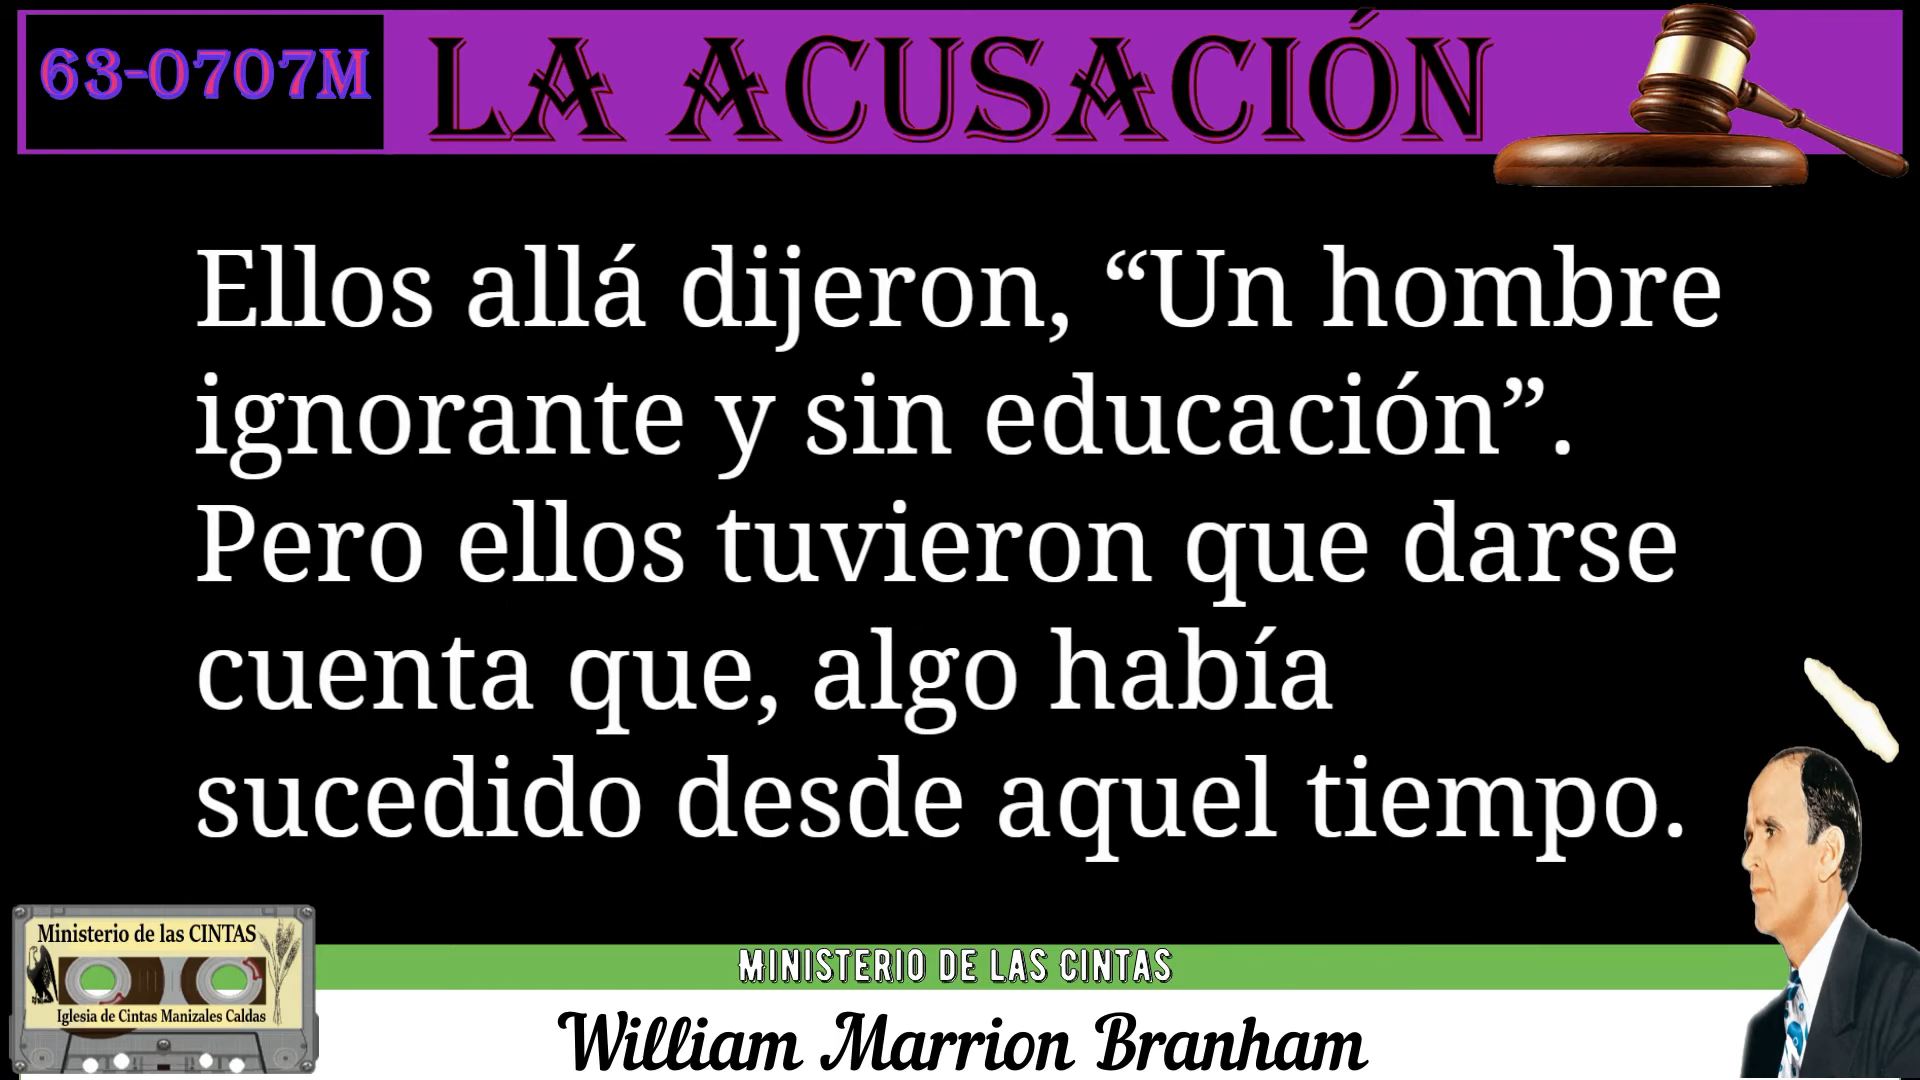 63-0707M
LA ACUSACIÓN
Ellos allá dijeron, “Un hombre
ignorante y sin educación”.
Pero ellos tuvieron que darse
cuenta que, algo había
sucedido desde aquel tiempo.
Ministerio de las CINTAS
Iglesia de Cintas Manizales Caldas
MINISTERIO DE LAS CINTAS
William Marrion Branham